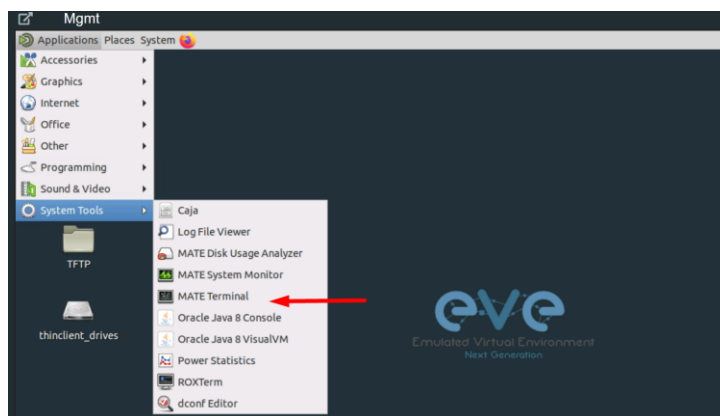 Mgmt
Applications Places System
Accessories
Graphics
Internet
Office
Other
Programming
Sound & Video
System Tools
Caja
Log File Viewer
MATE Disk Usage Analyzer
MATE System Monitor
MATE Terminal
Oracle Java 8 Console
Oracle Java 8 VisualVM
Power Statistics
ROXTerm
dconf Editor
TFTP
thinclient_drives
eve
Emulated Virtual Environment
Next Generation